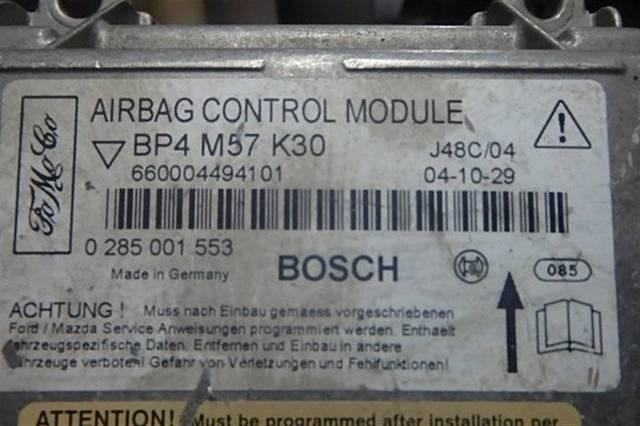 FoMoCo
AIRBAG CONTROL MODULE
BP4 M57 K30
J48C/04
660004494101
04-10-29
0 285 001 553
Made in Germany
BOSCH
085
ACHTUNG ! Muss nach Einbau gemaess vorgeschriebenen
Ford / Mazda Service Anweisungen programmiert werden. Enthaelt
fahrzeugspezifische Daten. Entfernen und Einbau in andere
Fahrzeuge verboten! Gefahr von Verletzungen und Fehlfunktionen!
ATTENTION! Must be programmed after installation per